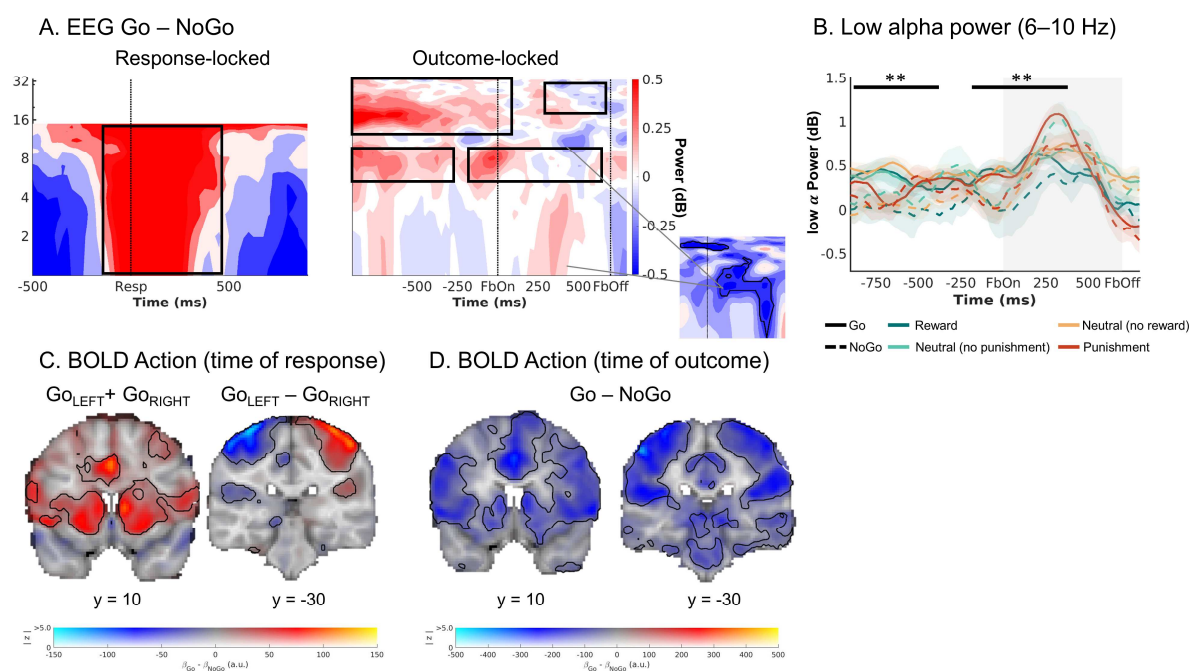 A. EEG Go – NoGo
Response-locked
Outcome-locked
32
16
8
4
2
-500
Resp
500
Time (ms)
-500
-250
FbOn
250
500
FbOff
Time (ms)
0.5
0.25
0
-0.25
-0.5
Power (dB)
B. Low alpha power (6–10 Hz)
1.5
1
0.5
0
-0.5
low α Power (dB)
**
**
-750
-500
-250
FbOn
250
500
FbOff
Time (ms)
Go
Reward
Neutral (no reward)
NoGo
Neutral (no punishment)
Punishment
C. BOLD Action (time of response)
GoLEFT+ GoRIGHT
GoLEFT – GoRIGHT
y = 10
y = -30
| z |
>5.0
0
-150
-100
-50
0
50
100
150
βGo - βNoGo (a.u.)
D. BOLD Action (time of outcome)
Go – NoGo
y = 10
y = -30
| z |
>5.0
0
-500
-400
-300
-200
-100
0
100
200
300
400
500
βGo - βNoGo (a.u.)